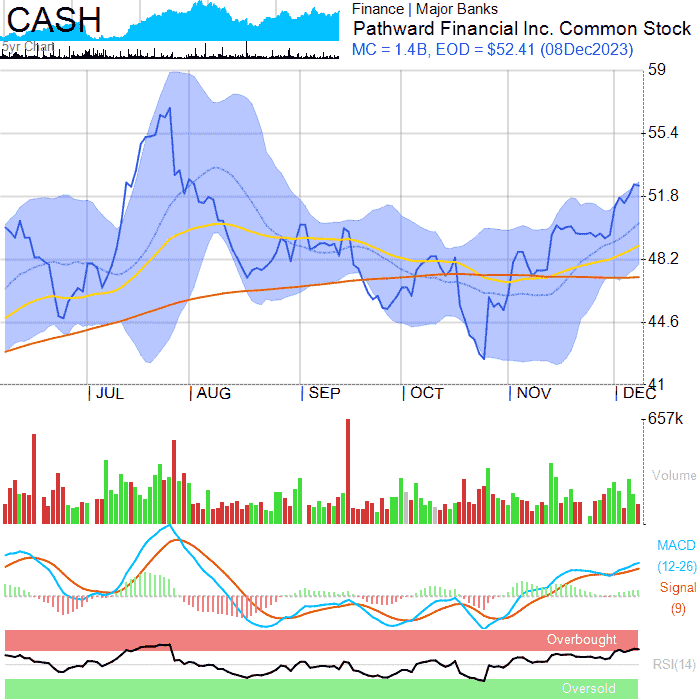 CASH
5yr Chart
Finance | Major Banks
Pathward Financial Inc. Common Stock
MC = 1.4B, EOD = $52.41 (08Dec2023)
59
55.4
51.8
48.2
44.6
41
JUL AUG SEP OCT NOV DEC
657k
Volume
MACD
(12-26)
Signal
(9)
Overbought
RSI(14)
Oversold